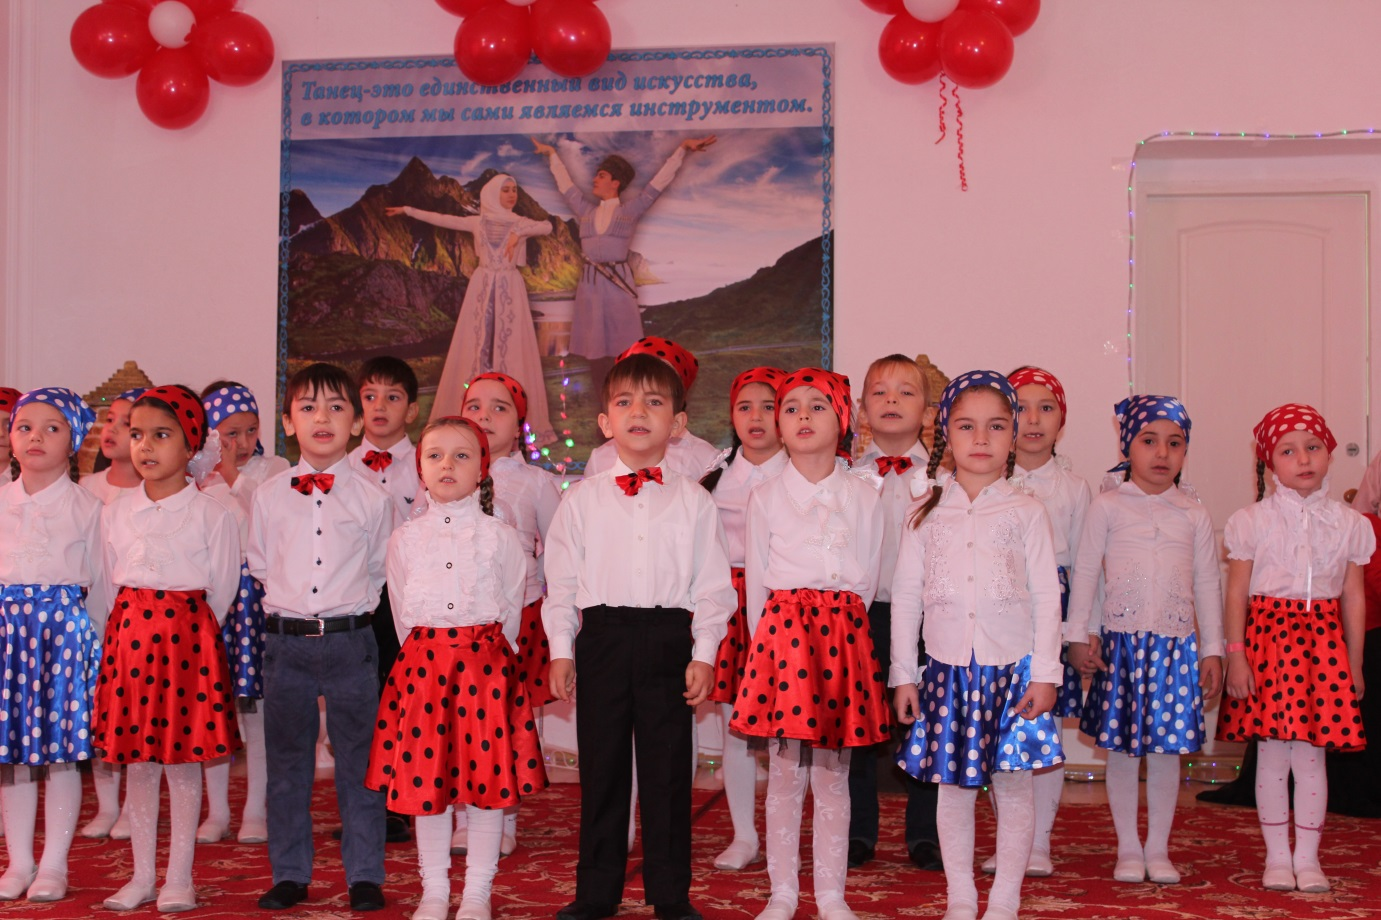 Танец-это единственный вид искусства,
в котором мы сами являемся инструментом.